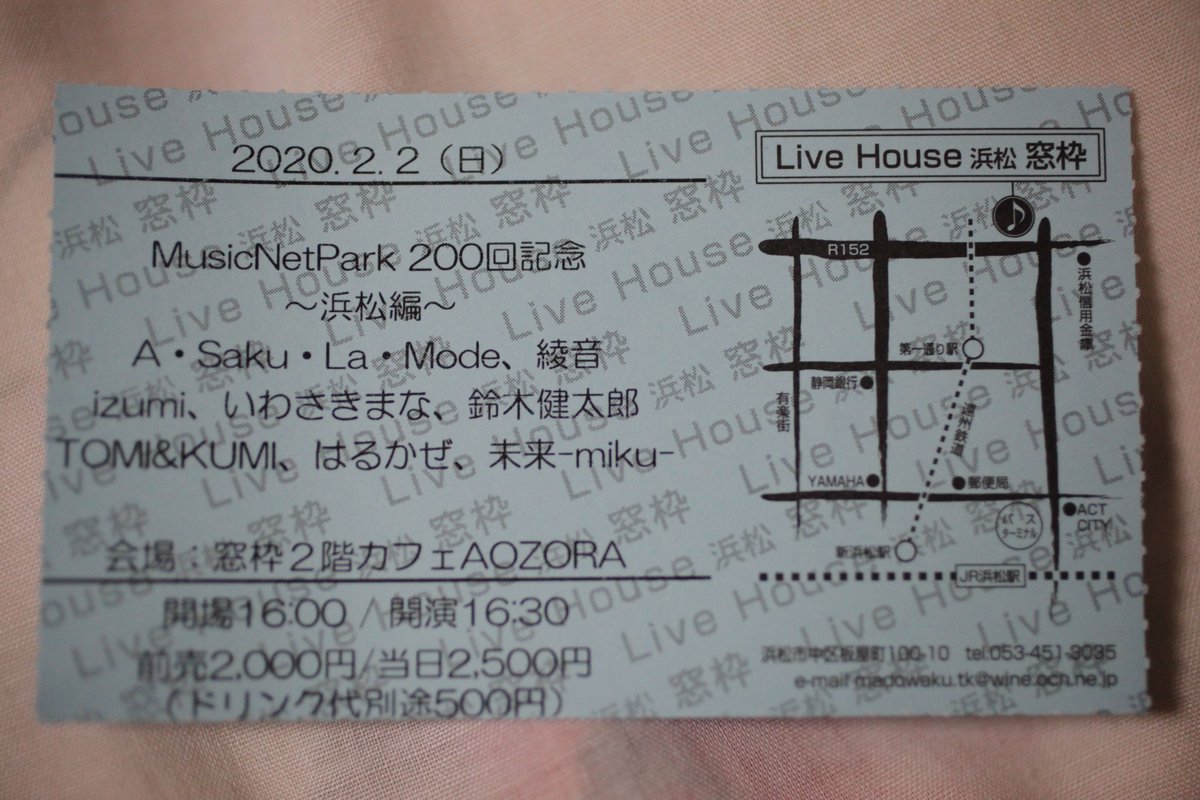 2020.2.2（日）
MusicNetPark 200回記念
～浜松編～
A・Saku・La・Mode、綾音
izumi、いわさきまな、鈴木健太郎
TOMI&KUMI、はるかぜ、未来-miku-
会場：窓枠２階カフェAOZORA
開場16:00 /開演16:30
前売2,000円/当日2,500円
（ドリンク代別途500円）
Live House 浜松 窓枠
R152
浜松信用金庫
第一通り駅
静岡銀行
有楽街
遠州鉄道
YAMAHA
郵便局
バス
ターミナル
ACT
CITY
新浜松駅
JR浜松駅
浜松市中区板屋町100-10 tel.053-451-3035
e-mail madowaku.tk@wine.ocn.ne.jp